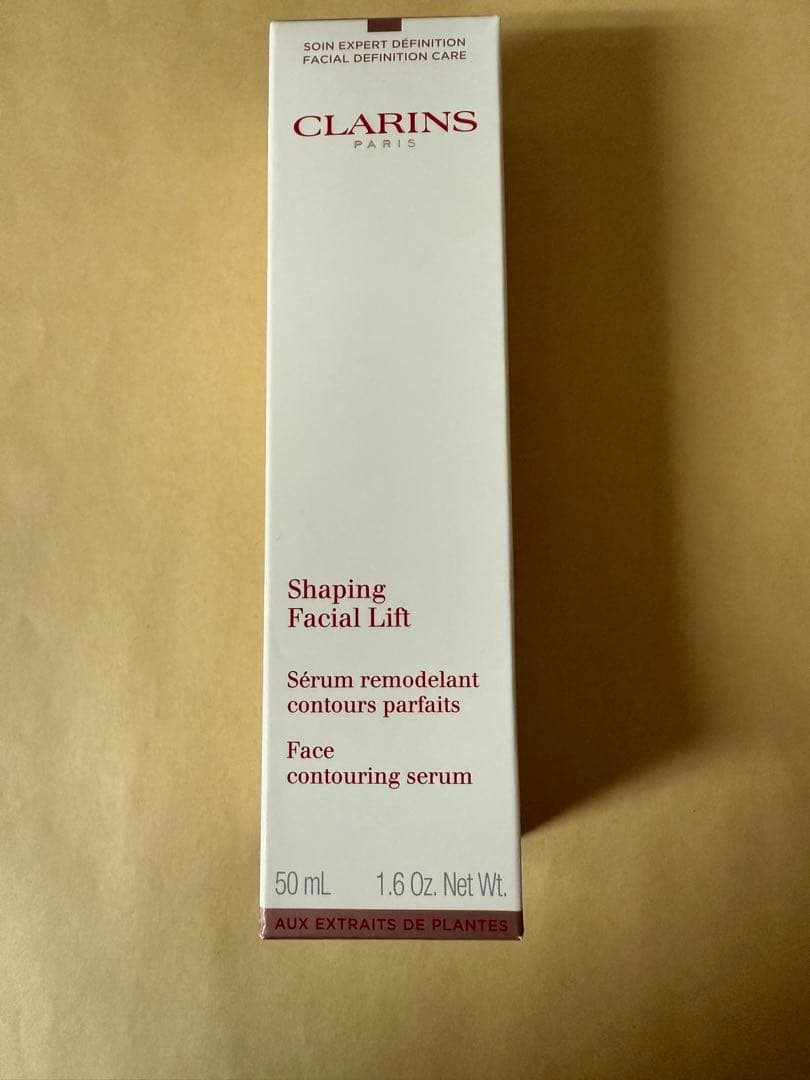 SOIN EXPERT DÉFINITION
FACIAL DEFINITION CARE
CLARINS
PARIS
Shaping
Facial Lift
Sérum remodelant
contours parfaits
Face
contouring serum
50 mL 1.6 Oz. Net Wt.
AUX EXTRAITS DE PLANTES